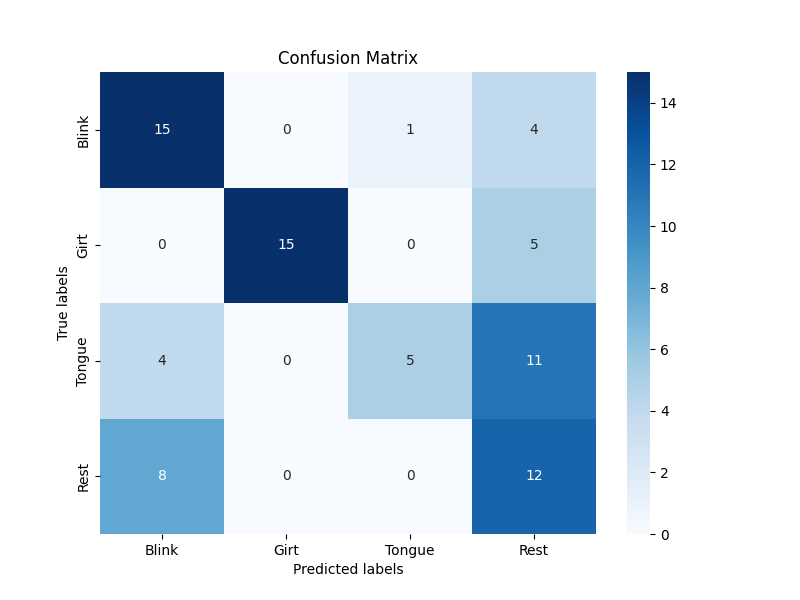 Confusion Matrix
True labels
Blink
15
0
1
4
Girt
0
15
0
5
Tongue
4
0
5
11
Rest
8
0
0
12
Blink
Girt
Tongue
Rest
Predicted labels
14
12
10
8
6
4
2
0